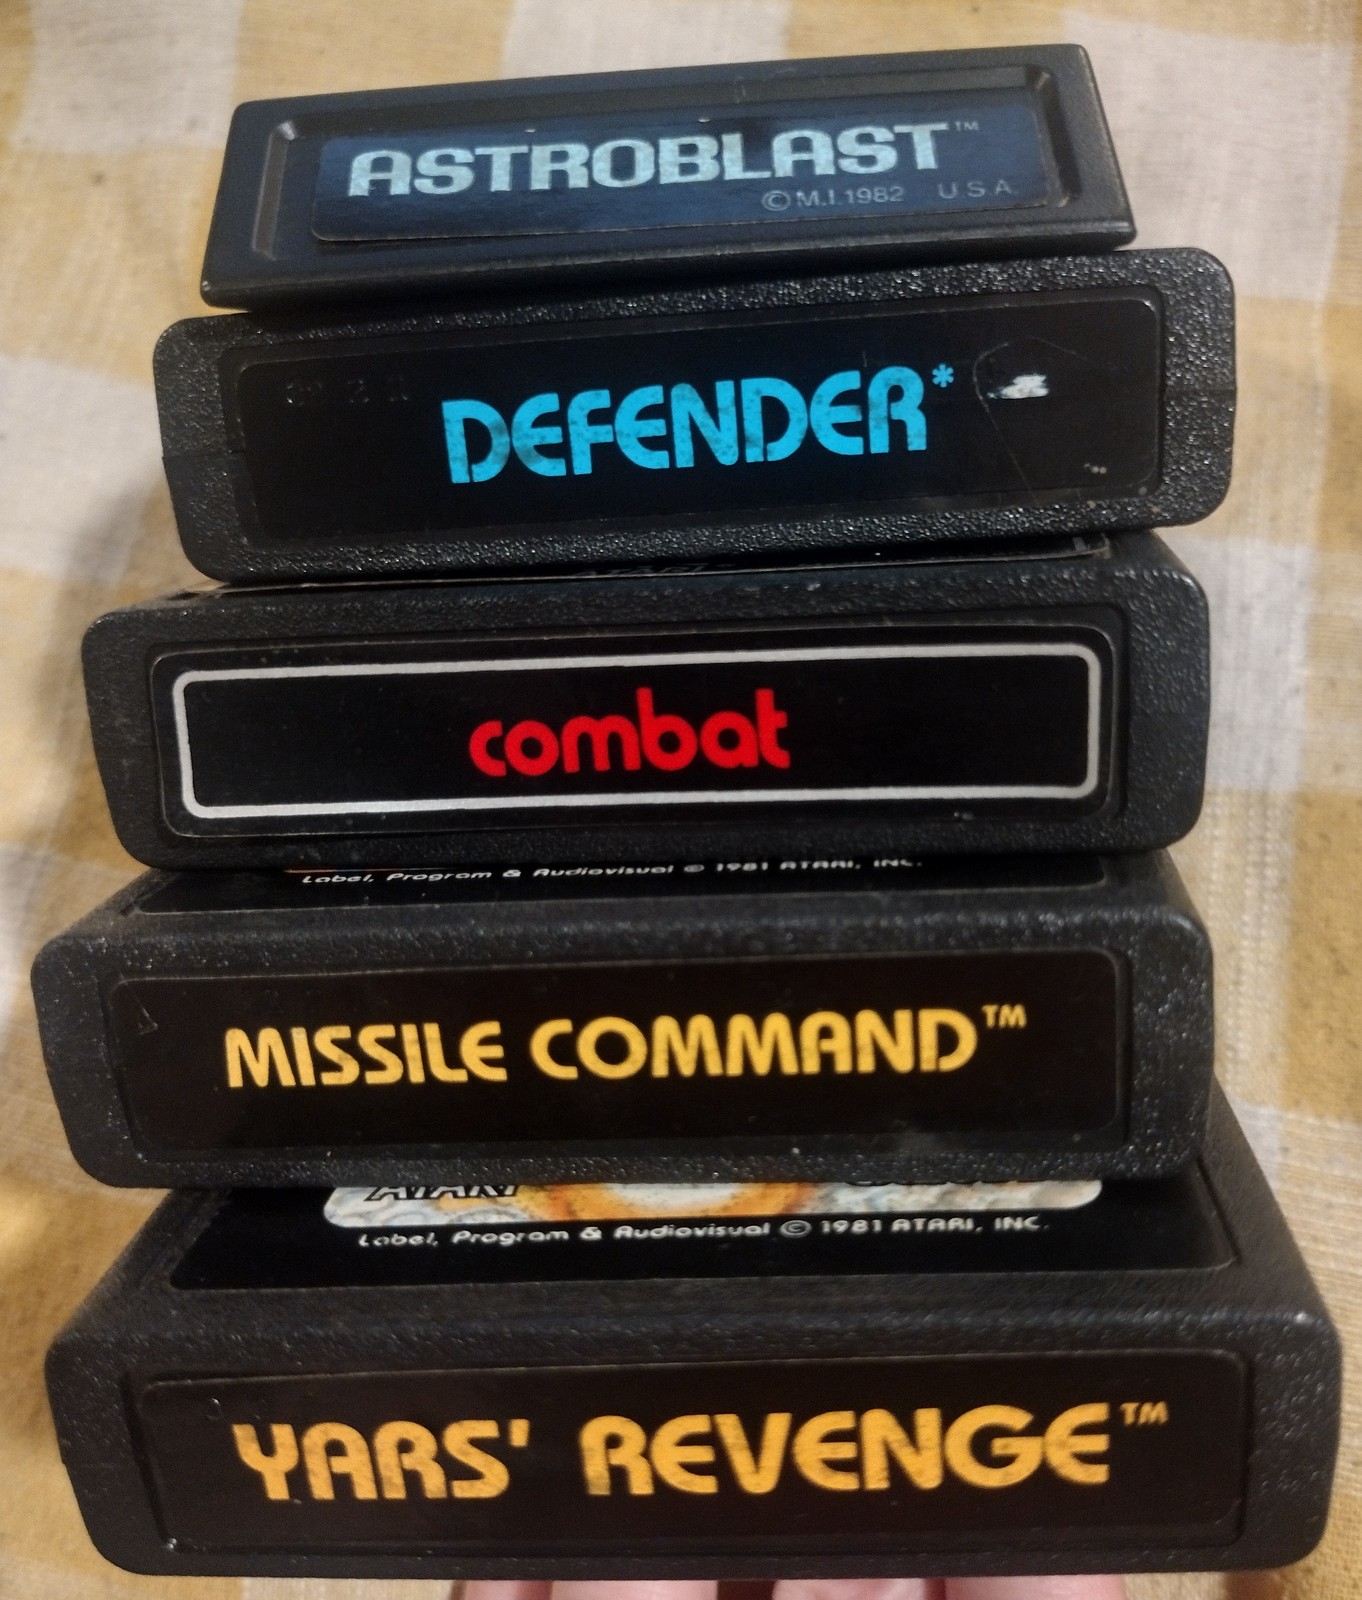 ASTROBLAST™
© M.I. 1982 U.S.A.
DEFENDER*
combat
Label, Program & Audiovisual © 1981 ATARI, INC.
MISSILE COMMAND™
ATARI
Label, Program & Audiovisual © 1981 ATARI, INC.
YARS' REVENGE™